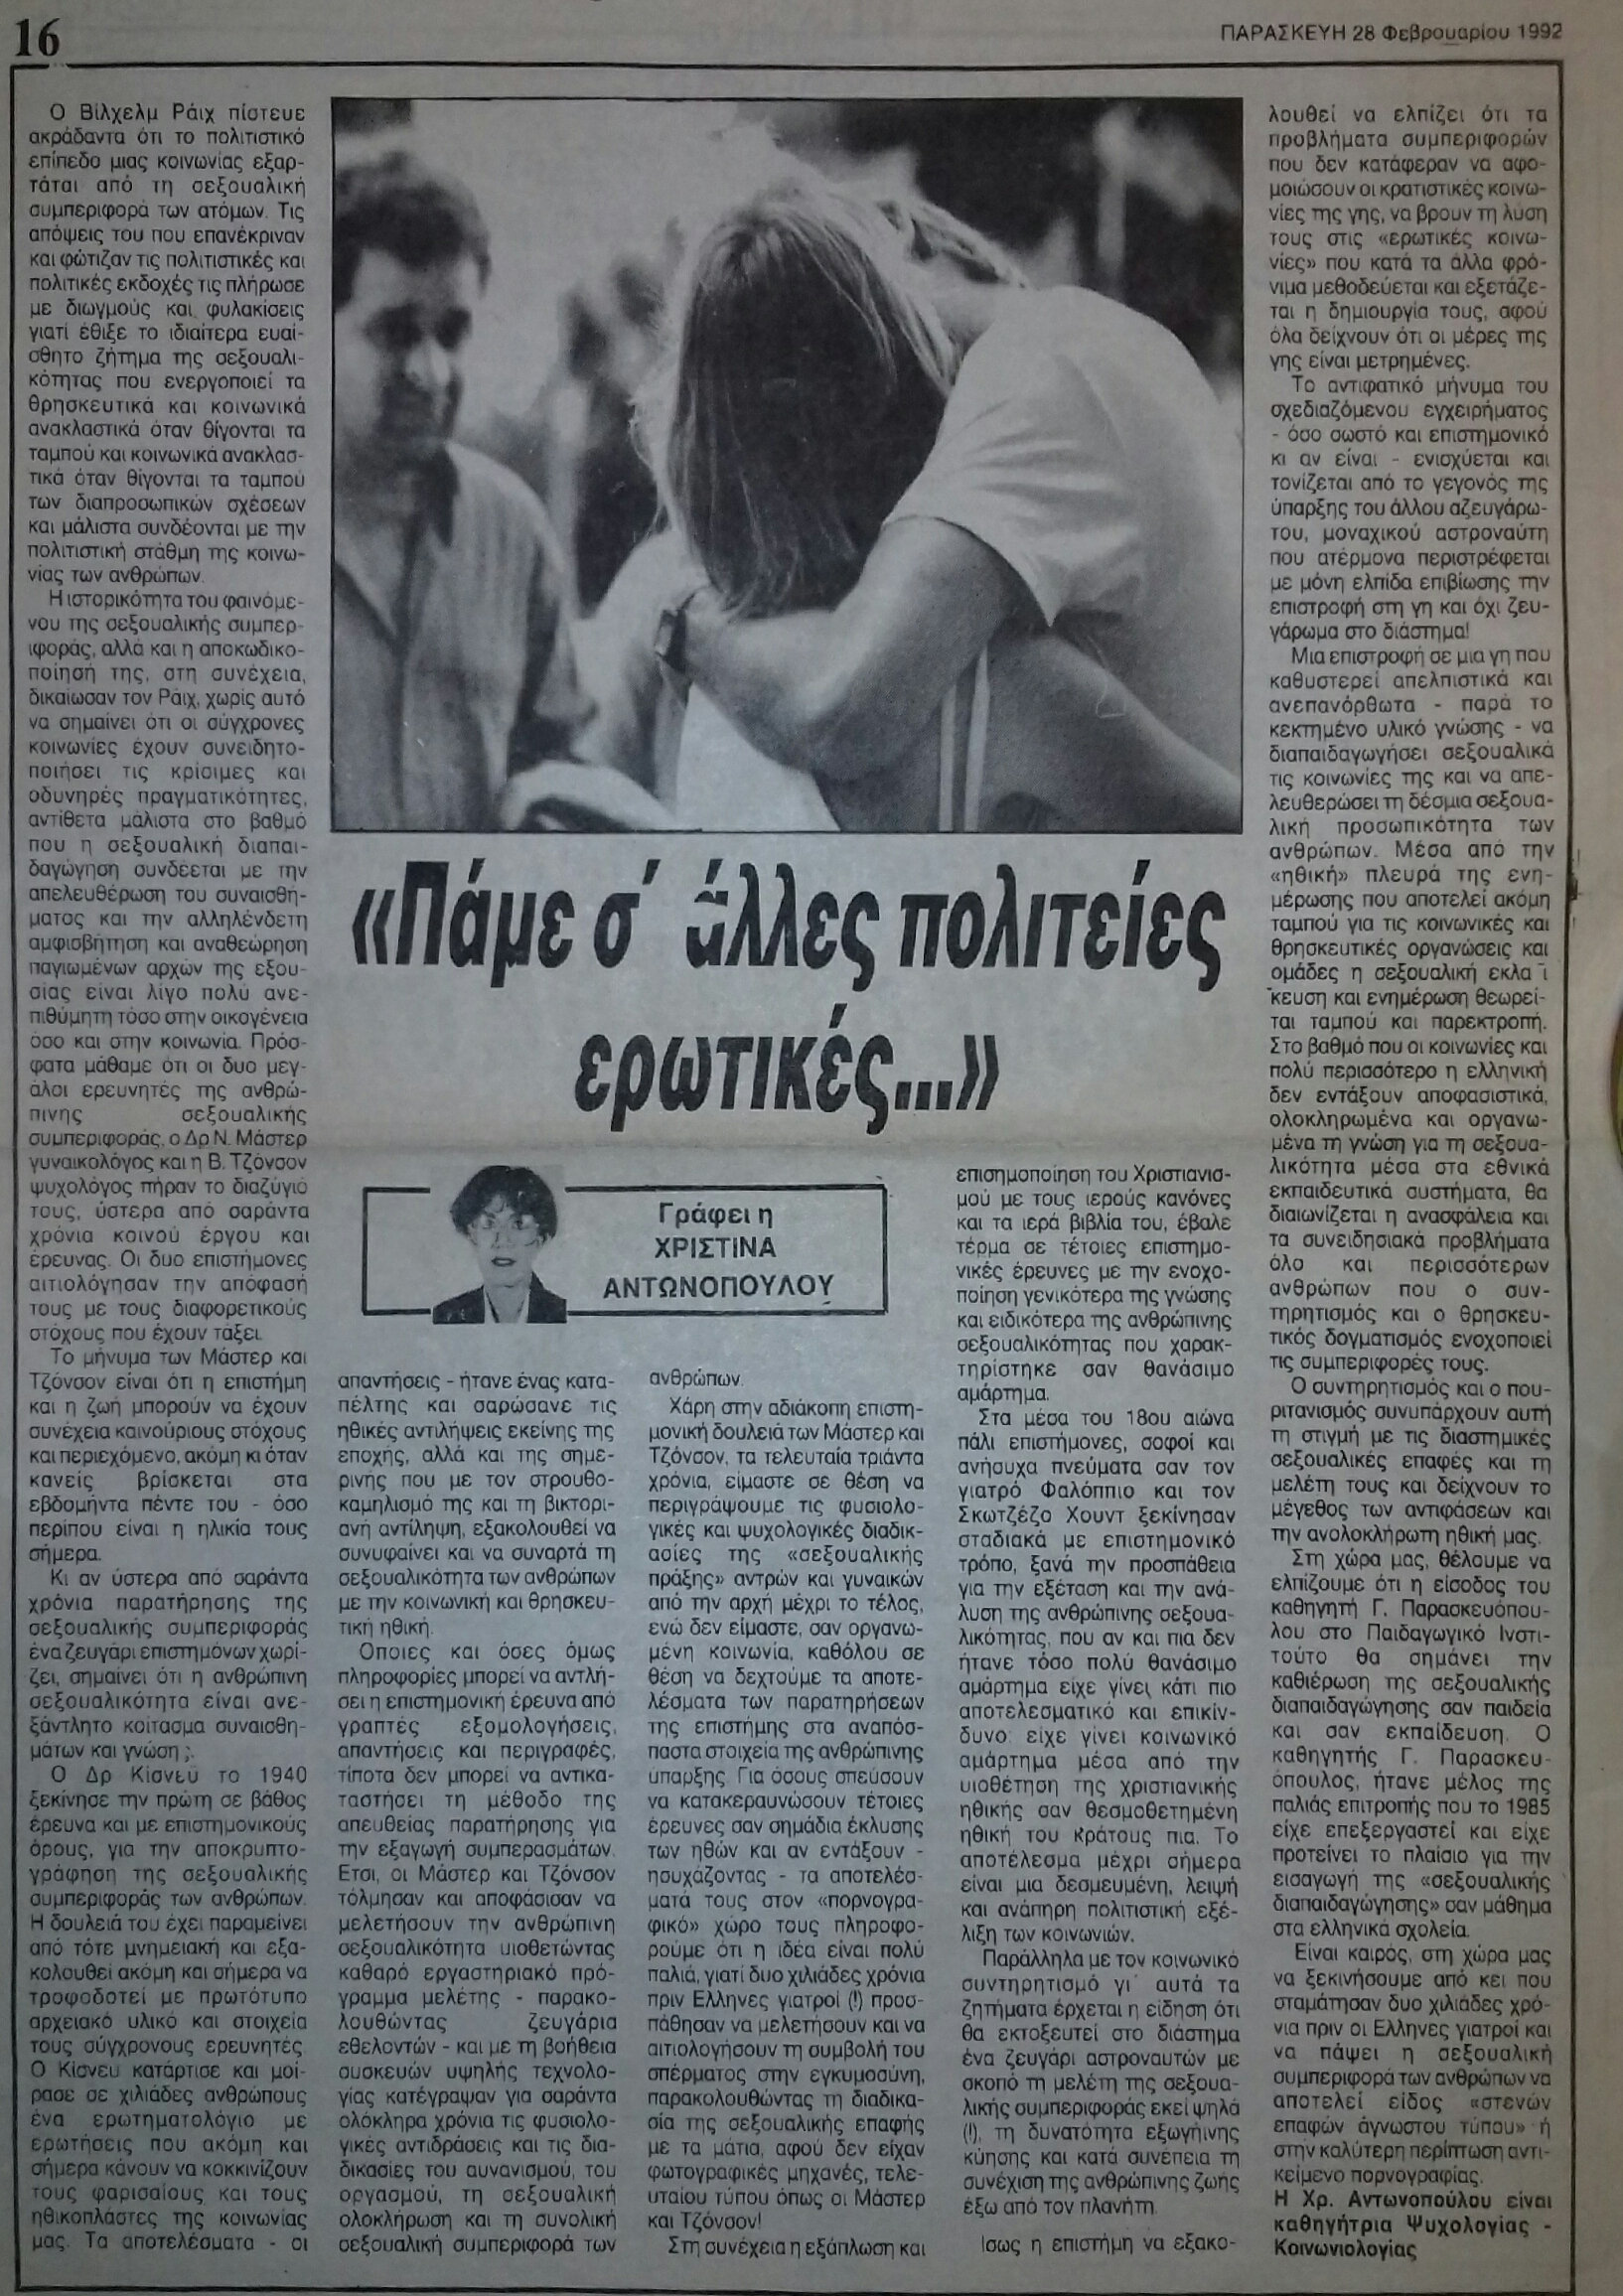 16
ΠΑΡΑΣΚΕΥΗ 28 Φεβρουαρίου 1992
«Πάμε σ΄ άλλες πολιτείες
ερωτικές...»
Γράφει η
ΧΡΙΣΤΙΝΑ
ΑΝΤΩΝΟΠΟΥΛΟΥ
Ο Βίλχελμ Ράιχ πίστευε
ακράδαντα ότι το πολιτιστικό
επίπεδο μιας κοινωνίας εξαρ-
τάται από τη σεξουαλική
συμπεριφορά των ατόμων. Τις
απόψεις του που επανέκριναν
και φώτιζαν τις πολιτιστικές και
πολιτικές εκδοχές τις πλήρωσε
με διωγμούς και φυλακίσεις
γιατί έθιξε το ιδιαίτερα ευαί-
σθητο ζήτημα της σεξουαλι-
κότητας που ενεργοποιεί τα
θρησκευτικά και κοινωνικά
ανακλαστικά όταν θίγονται τα
ταμπού και κοινωνικά ανακλασ-
τικά όταν θίγονται τα ταμπού
των διαπροσωπικών σχέσεων
και μάλιστα συνδέονται με την
πολιτιστική στάθμη της κοινω-
νίας των ανθρώπων.
Η ιστορικότητα του φαινόμε-
νου της σεξουαλικής συμπερ-
ιφοράς, αλλά και η αποκωδικο-
ποίησή της, στη συνέχεια,
δικαίωσαν τον Ράιχ, χωρίς αυτό
να σημαίνει ότι οι σύγχρονες
κοινωνίες έχουν συνειδητο-
ποιήσει τις κρίσιμες και
οδυνηρές πραγματικότητες,
αντίθετα μάλιστα στο βαθμό
που η σεξουαλική διαπαι-
δαγώγηση συνδέεται με την
απελευθέρωση του συναισθή-
ματος και την αλληλένδετη
αμφισβήτηση και αναθεώρηση
παγιωμένων αρχών της εξου-
σίας είναι λίγο πολύ ανε-
πιθύμητη τόσο στην οικογένεια
όσο και στην κοινωνία. Πρόσ-
φατα μάθαμε ότι οι δυο μεγ-
άλοι ερευνητές της ανθρώ-
πινης σεξουαλικής
συμπεριφοράς, ο Δρ Ν. Μάστερ
γυναικολόγος και η Β. Τζόνσον
ψυχολόγος πήραν το διαζύγιό
τους, ύστερα από σαράντα
χρόνια κοινού έργου και
έρευνας. Οι δυο επιστήμονες
αιτιολόγησαν την απόφασή
τους με τους διαφορετικούς
στόχους που έχουν τάξει.
Το μήνυμα των Μάστερ και
Τζόνσον είναι ότι η επιστήμη
και η ζωή μπορούν να έχουν
συνέχεια καινούριους στόχους
και περιεχόμενο, ακόμη κι όταν
κανείς βρίσκεται στα
εβδομήντα πέντε του - όσο
περίπου είναι η ηλικία τους
σήμερα.
Κι αν ύστερα από σαράντα
χρόνια παρατήρησης της
σεξουαλικής συμπεριφοράς
ένα ζευγάρι επιστημόνων χωρί-
ζει, σημαίνει ότι η ανθρώπινη
σεξουαλικότητα είναι ανε-
ξάντλητο κοίτασμα συναισθη-
μάτων και γνώση ;.
Ο Δρ Κίσνεϋ το 1940
ξεκίνησε την πρώτη σε βάθος
έρευνα και με επιστημονικούς
όρους, για την αποκρυπτο-
γράφηση της σεξουαλικής
συμπεριφοράς των ανθρώπων.
Η δουλειά του έχει παραμείνει
από τότε μνημειακή και εξα-
κολουθεί ακόμη και σήμερα να
τροφοδοτεί με πρωτότυπο
αρχειακό υλικό και στοιχεία
τους σύγχρονους ερευνητές.
Ο Κίσνευ κατάρτισε και μοί-
ρασε σε χιλιάδες ανθρώπους
ένα ερωτηματολόγιο με
ερωτήσεις που ακόμη και
σήμερα κάνουν να κοκκινίζουν
τους φαρισαίους και τους
ηθικοπλάστες της κοινωνίας
μας. Τα αποτελέσματα - οι
απαντήσεις - ήτανε ένας κατα-
πέλτης και σαρώσανε τις
ηθικές αντιλήψεις εκείνης της
εποχής, αλλά και της σημε-
ρινής που με τον στρουθο-
καμηλισμό της και τη βικτορι-
ανή αντίληψη, εξακολουθεί να
συνυφαίνει και να συναρτά τη
σεξουαλικότητα των ανθρώπων
με την κοινωνική και θρησκευ-
τική ηθική.
Οποιες και όσες όμως
πληροφορίες μπορεί να αντλή-
σει η επιστημονική έρευνα από
γραπτές εξομολογήσεις,
απαντήσεις και περιγραφές,
τίποτα δεν μπορεί να αντικα-
ταστήσει τη μέθοδο της
απευθείας παρατήρησης για
την εξαγωγή συμπερασμάτων.
Ετσι, οι Μάστερ και Τζόνσον
τόλμησαν και αποφάσισαν να
μελετήσουν την ανθρώπινη
σεξουαλικότητα υιοθετώντας
καθαρό εργαστηριακό πρό-
γραμμα μελέτης - παρακο-
λουθώντας ζευγάρια
εθελοντών - και με τη βοήθεια
συσκευών υψηλής τεχνολο-
γίας κατέγραψαν για σαράντα
ολόκληρα χρόνια τις φυσιολο-
γικές αντιδράσεις και τις δια-
δικασίες του αυνανισμού, του
οργασμού, τη σεξουαλική
ολοκλήρωση και τη συνολική
σεξουαλική συμπεριφορά των
ανθρώπων.
Χάρη στην αδιάκοπη επιστη-
μονική δουλειά των Μάστερ και
Τζόνσον, τα τελευταία τριάντα
χρόνια, είμαστε σε θέση να
περιγράψουμε τις φυσιολο-
γικές και ψυχολογικές διαδικ-
ασίες της «σεξουαλικής
πράξης» αντρών και γυναικών
από την αρχή μέχρι το τέλος,
ενώ δεν είμαστε, σαν οργανω-
μένη κοινωνία, καθόλου σε
θέση να δεχτούμε τα αποτε-
λέσματα των παρατηρήσεων
της επιστήμης στα αναπόσ-
παστα στοιχεία της ανθρώπινης
ύπαρξης. Για όσους σπεύσουν
να κατακεραυνώσουν τέτοιες
έρευνες σαν σημάδια έκλυσης
των ηθών και αν εντάξουν -
ησυχάζοντας - τα αποτελέσ-
ματά τους στον «πορνογρα-
φικό» χώρο τους πληροφο-
ρούμε ότι η ιδέα είναι πολύ
παλιά, γιατί δυο χιλιάδες χρόνια
πριν Ελληνες γιατροί (!) προσ-
πάθησαν να μελετήσουν και να
αιτιολογήσουν τη συμβολή του
σπέρματος στην εγκυμοσύνη,
παρακολουθώντας τη διαδικα-
σία της σεξουαλικής επαφής
με τα μάτια, αφού δεν είχαν
φωτογραφικές μηχανές, τελε-
υταίου τύπου όπως οι Μάστερ
και Τζόνσον!
Στη συνέχεια η εξάπλωση και
επισημοποίηση του Χριστιανισ-
μού με τους ιερούς κανόνες
και τα ιερά βιβλία του, έβαλε
τέρμα σε τέτοιες επιστημο-
νικές έρευνες με την ενοχο-
ποίηση γενικότερα της γνώσης
και ειδικότερα της ανθρώπινης
σεξουαλικότητας που χαρακ-
τηρίστηκε σαν θανάσιμο
αμάρτημα.
Στα μέσα του 18ου αιώνα
πάλι επιστήμονες, σοφοί και
ανήσυχα πνεύματα σαν τον
γιατρό Φαλόππιο και τον
Σκωτζέζο Χουντ ξεκίνησαν
σταδιακά με επιστημονικό
τρόπο, ξανά την προσπάθεια
για την εξέταση και την ανά-
λυση της ανθρώπινης σεξουα-
λικότητας, που αν και πια δεν
ήτανε τόσο πολύ θανάσιμο
αμάρτημα είχε γίνει κάτι πιο
αποτελεσματικό και επικίν-
δυνο: είχε γίνει κοινωνικό
αμάρτημα μέσα από την
υιοθέτηση της χριστιανικής
ηθικής σαν θεσμοθετημένη
ηθική του Κράτους πια. Το
αποτέλεσμα μέχρι σήμερα
είναι μια δεσμευμένη, λειψή
και ανάπηρη πολιτιστική εξέ-
λιξη των κοινωνιών.
Παράλληλα με τον κοινωνικό
συντηρητισμό γι΄ αυτά τα
ζητήματα έρχεται η είδηση ότι
θα εκτοξευτεί στο διάστημα
ένα ζευγάρι αστροναυτών με
σκοπό τη μελέτη της σεξουα-
λικής συμπεριφοράς εκεί ψηλά
(!), τη δυνατότητα εξωγήινης
κύησης και κατά συνέπεια τη
συνέχιση της ανθρώπινης ζωής
έξω από τον πλανήτη.
Ισως η επιστήμη να εξακο-
λουθεί να ελπίζει ότι τα
προβλήματα συμπεριφορών
που δεν κατάφεραν να αφο-
μοιώσουν οι κρατιστικές κοινω-
νίες της γης, να βρουν τη λύση
τους στις «ερωτικές κοινω-
νίες» που κατά τα άλλα φρό-
νιμα μεθοδεύεται και εξετάζε-
ται η δημιουργία τους, αφού
όλα δείχνουν ότι οι μέρες της
γης είναι μετρημένες.
Το αντιφατικό μήνυμα του
σχεδιαζόμενου εγχειρήματος
- όσο σωστό και επιστημονικό
κι αν είναι - ενισχύεται και
τονίζεται από το γεγονός της
ύπαρξης του άλλου αζευγάρω-
του, μοναχικού αστροναύτη
που ατέρμονα περιστρέφεται
με μόνη ελπίδα επιβίωσης την
επιστροφή στη γη και όχι ζευ-
γάρωμα στο διάστημα!
Μια επιστροφή σε μια γη που
καθυστερεί απελπιστικά και
ανεπανόρθωτα - παρά το
κεκτημένο υλικό γνώσης - να
διαπαιδαγωγήσει σεξουαλικά
τις κοινωνίες της και να απε-
λευθερώσει τη δέσμια σεξουα-
λική προσωπικότητα των
ανθρώπων. Μέσα από την
«ηθική» πλευρά της ενη-
μέρωσης που αποτελεί ακόμη
ταμπού για τις κοινωνικές και
θρησκευτικές οργανώσεις και
ομάδες η σεξουαλική εκλα ϊ
κευση και ενημέρωση θεωρεί-
ται ταμπού και παρεκτροπή.
Στο βαθμό που οι κοινωνίες και
πολύ περισσότερο η ελληνική
δεν εντάξουν αποφασιστικά,
ολοκληρωμένα και οργανω-
μένα τη γνώση για τη σεξουα-
λικότητα μέσα στα εθνικά
εκπαιδευτικά συστήματα, θα
διαιωνίζεται η ανασφάλεια και
τα συνειδησιακά προβλήματα
όλο και περισσότερων
ανθρώπων που ο συν-
τηρητισμός και ο θρησκευ-
τικός δογματισμός ενοχοποιεί
τις συμπεριφορές τους.
Ο συντηρητισμός και ο που-
ριτανισμός συνυπάρχουν αυτή
τη στιγμή με τις διαστημικές
σεξουαλικές επαφές και τη
μελέτη τους και δείχνουν το
μέγεθος των αντιφάσεων και
την ανολοκλήρωτη ηθική μας.
Στη χώρα μας, θέλουμε να
ελπίζουμε ότι η είσοδος του
καθηγητή Γ. Παρασκευόπου-
λου στο Παιδαγωγικό Ινστι-
τούτο θα σημάνει την
καθιέρωση της σεξουαλικής
διαπαιδαγώγησης σαν παιδεία
και σαν εκπαίδευση. Ο
καθηγητής Γ. Παρασκευ-
όπουλος, ήτανε μέλος της
παλιάς επιτροπής που το 1985
είχε επεξεργαστεί και είχε
προτείνει το πλαίσιο για την
εισαγωγή της «σεξουαλικής
διαπαιδαγώγησης» σαν μάθημα
στα ελληνικά σχολεία.
Είναι καιρός, στη χώρα μας
να ξεκινήσουμε από κεί που
σταμάτησαν δυο χιλιάδες χρό-
νια πριν οι Ελληνες γιατροί και
να πάψει η σεξουαλική
συμπεριφορά των ανθρώπων να
αποτελεί είδος «στενών
επαφών άγνωστου τύπου» ή
στην καλύτερη περίπτωση αντι-
κείμενο πορνογραφίας.
Η Χρ. Αντωνοπούλου είναι
καθηγήτρια Ψυχολογίας -
Κοινωνιολογίας